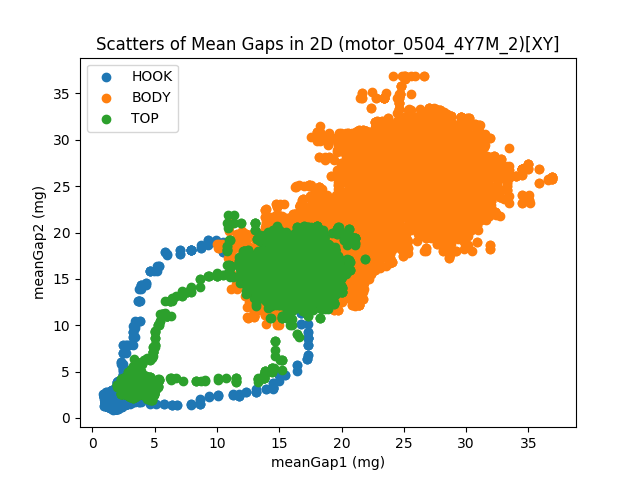 Scatters of Mean Gaps in 2D (motor_0504_4Y7M_2)[XY]
HOOK
BODY
TOP
35
30
25
20
15
10
5
0
meanGap2 (mg)
0 5 10 15 20 25 30 35
meanGap1 (mg)